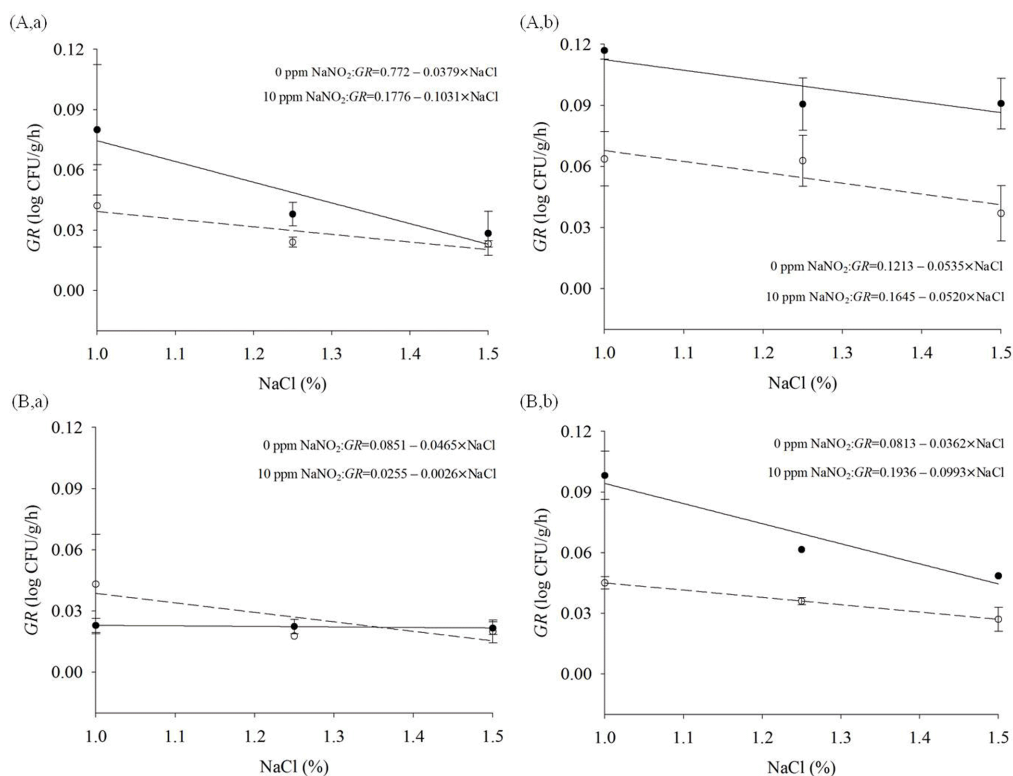 (A,a)
0.12
0.09
0.06
0.03
0.00
GR (log CFU/g/h)
0 ppm NaNO₂:GR=0.772 – 0.0379×NaCl
10 ppm NaNO₂:GR=0.1776 – 0.1031×NaCl
1.0 1.1 1.2 1.3 1.4 1.5
NaCl (%)
(A,b)
0.12
0.09
0.06
0.03
0.00
GR (log CFU/g/h)
0 ppm NaNO₂:GR=0.1213 – 0.0535×NaCl
10 ppm NaNO₂:GR=0.1645 – 0.0520×NaCl
1.0 1.1 1.2 1.3 1.4 1.5
NaCl (%)
(B,a)
0.12
0.09
0.06
0.03
0.00
GR (log CFU/g/h)
0 ppm NaNO₂:GR=0.0851 – 0.0465×NaCl
10 ppm NaNO₂:GR=0.0255 – 0.0026×NaCl
1.0 1.1 1.2 1.3 1.4 1.5
NaCl (%)
(B,b)
0.12
0.09
0.06
0.03
0.00
GR (log CFU/g/h)
0 ppm NaNO₂:GR=0.0813 – 0.0362×NaCl
10 ppm NaNO₂:GR=0.1936 – 0.0993×NaCl
1.0 1.1 1.2 1.3 1.4 1.5
NaCl (%)